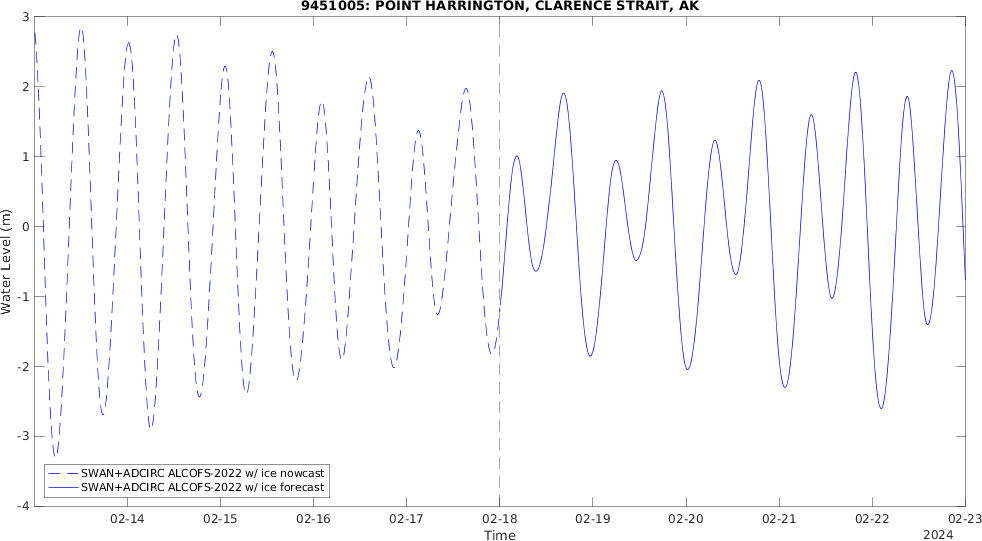 9451005: POINT HARRINGTON, CLARENCE STRAIT, AK
3
2
1
0
-1
-2
-3
-4
Water Level (m)
SWAN+ADCIRC ALCOFS-2022 w/ ice nowcast
SWAN+ADCIRC ALCOFS-2022 w/ ice forecast
02-14 02-15 02-16 02-17 02-18 02-19 02-20 02-21 02-22 02-23
Time
2024